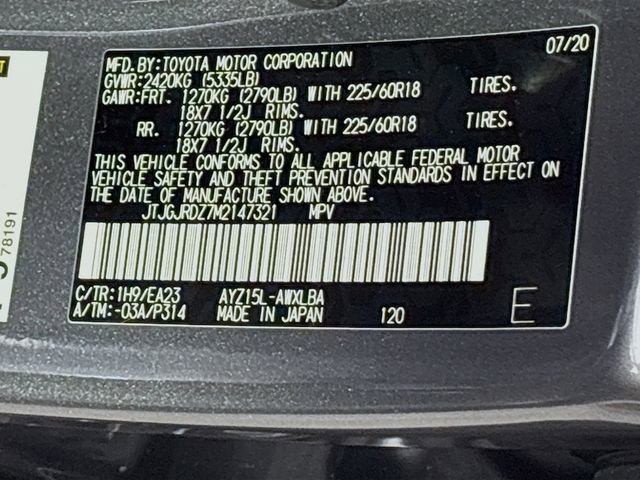 MFD.BY:TOYOTA MOTOR CORPORATION 07/20
GVWR:2420KG (5335LB)
GAWR:FRT. 1270KG (2790LB) WITH 225/60R18 TIRES.
18X7 1/2J RIMS.
RR. 1270KG (2790LB) WITH 225/60R18 TIRES.
18X7 1/2J RIMS.
THIS VEHICLE CONFORMS TO ALL APPLICABLE FEDERAL MOTOR
VEHICLE SAFETY AND THEFT PREVENTION STANDARDS IN EFFECT ON
THE DATE OF MANUFACTURE SHOWN ABOVE.
JTJGJRDZ7M2147321 MPV
C/TR:1H9/EA23 AYZ15L-AWXLBA
A/TM:-03A/P314 MADE IN JAPAN 120 E
78191